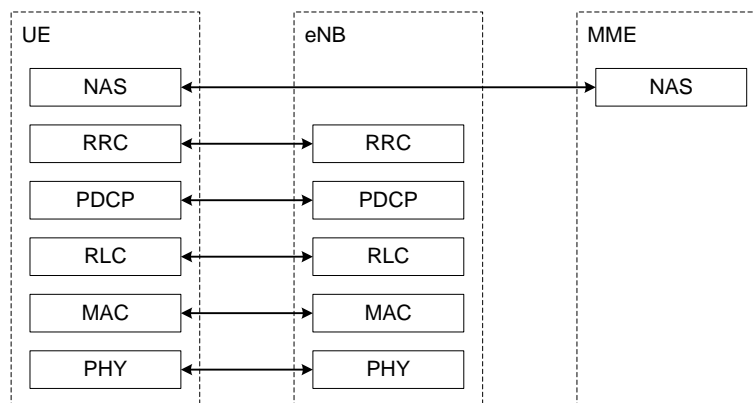 UE eNB MME
NAS NAS
RRC RRC
PDCP PDCP
RLC RLC
MAC MAC
PHY PHY